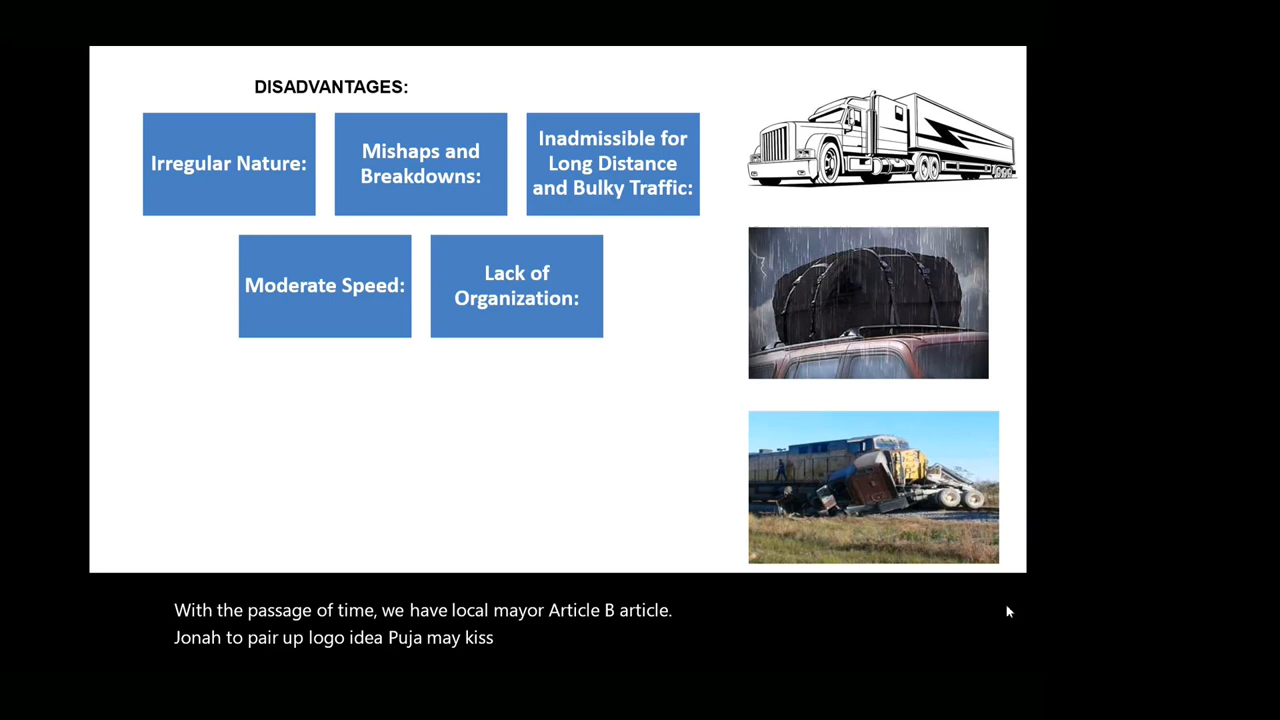 DISADVANTAGES:
Irregular Nature:
Mishaps and
Breakdowns:
Inadmissible for
Long Distance
and Bulky Traffic:
Moderate Speed:
Lack of
Organization:
With the passage of time, we have local mayor Article B article.
Jonah to pair up logo idea Puja may kiss